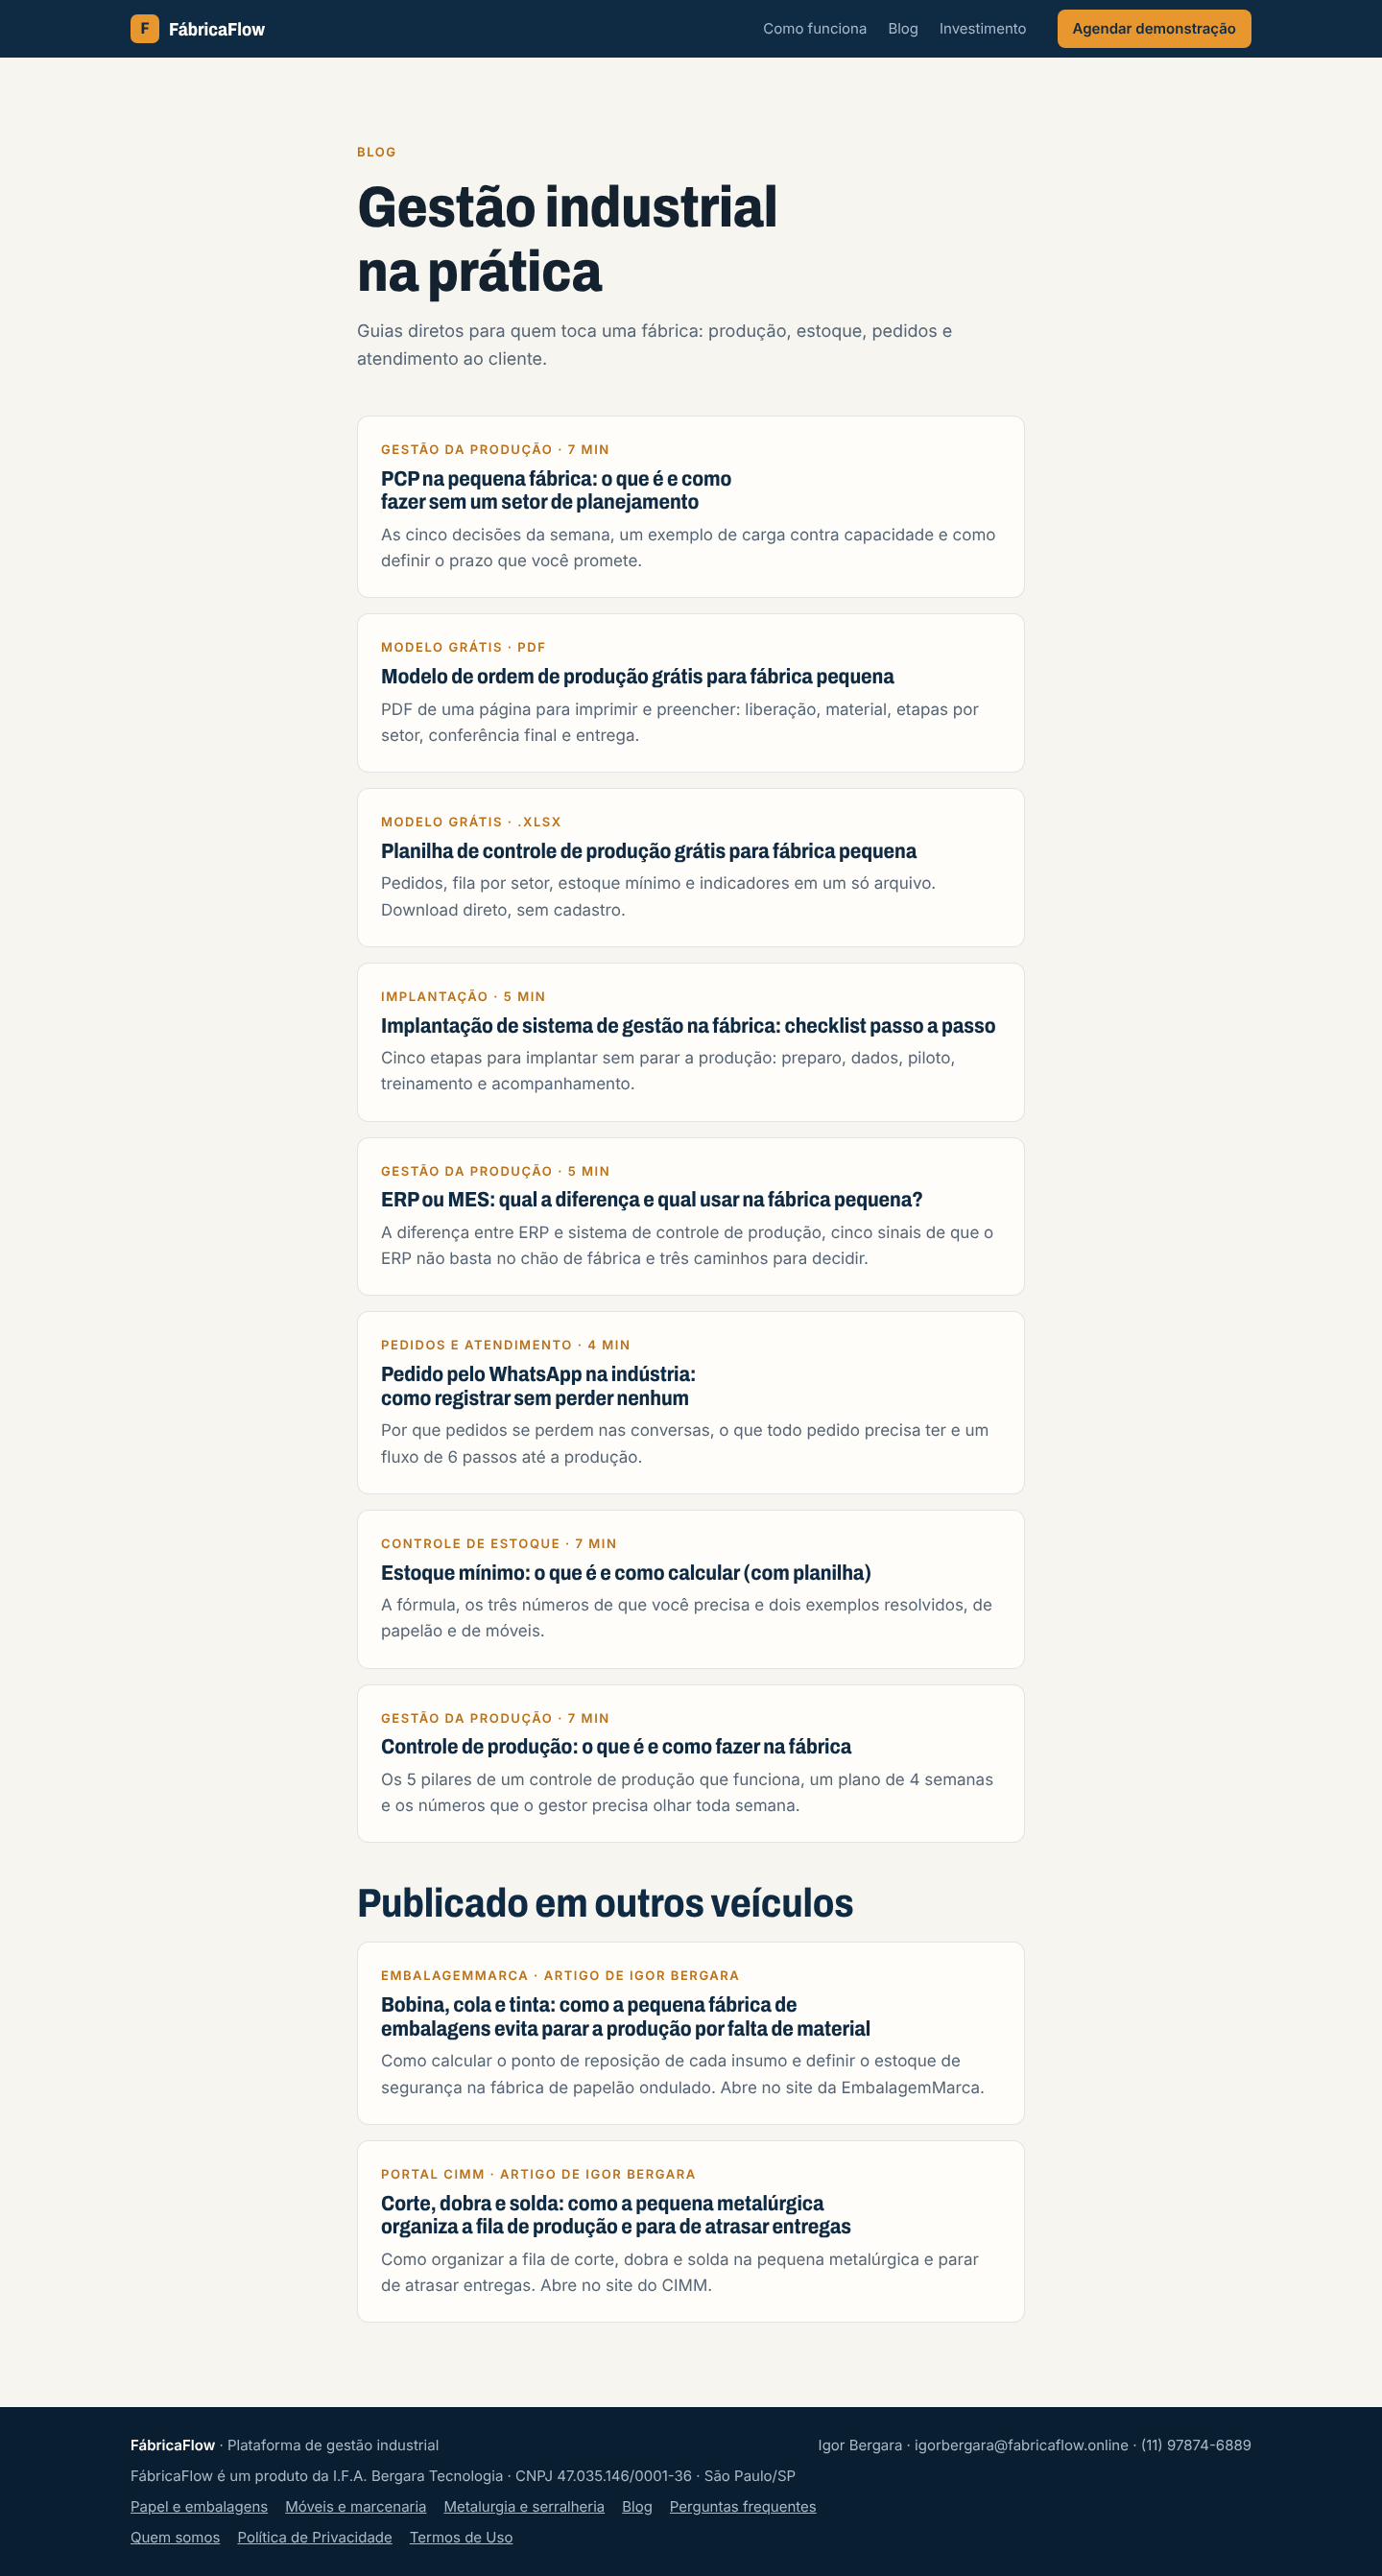 F FábricaFlow
Como funciona Blog Investimento Agendar demonstração
BLOG
Gestão industrial
na prática
Guias diretos para quem toca uma fábrica: produção, estoque, pedidos e
atendimento ao cliente.
GESTÃO DA PRODUÇÃO · 7 MIN
PCP na pequena fábrica: o que é e como
fazer sem um setor de planejamento
As cinco decisões da semana, um exemplo de carga contra capacidade e como
definir o prazo que você promete.
MODELO GRÁTIS · PDF
Modelo de ordem de produção grátis para fábrica pequena
PDF de uma página para imprimir e preencher: liberação, material, etapas por
setor, conferência final e entrega.
MODELO GRÁTIS · .XLSX
Planilha de controle de produção grátis para fábrica pequena
Pedidos, fila por setor, estoque mínimo e indicadores em um só arquivo.
Download direto, sem cadastro.
IMPLANTAÇÃO · 5 MIN
Implantação de sistema de gestão na fábrica: checklist passo a passo
Cinco etapas para implantar sem parar a produção: preparo, dados, piloto,
treinamento e acompanhamento.
GESTÃO DA PRODUÇÃO · 5 MIN
ERP ou MES: qual a diferença e qual usar na fábrica pequena?
A diferença entre ERP e sistema de controle de produção, cinco sinais de que o
ERP não basta no chão de fábrica e três caminhos para decidir.
PEDIDOS E ATENDIMENTO · 4 MIN
Pedido pelo WhatsApp na indústria:
como registrar sem perder nenhum
Por que pedidos se perdem nas conversas, o que todo pedido precisa ter e um
fluxo de 6 passos até a produção.
CONTROLE DE ESTOQUE · 7 MIN
Estoque mínimo: o que é e como calcular (com planilha)
A fórmula, os três números de que você precisa e dois exemplos resolvidos, de
papelão e de móveis.
GESTÃO DA PRODUÇÃO · 7 MIN
Controle de produção: o que é e como fazer na fábrica
Os 5 pilares de um controle de produção que funciona, um plano de 4 semanas
e os números que o gestor precisa olhar toda semana.
Publicado em outros veículos
EMBALAGEMMARCA · ARTIGO DE IGOR BERGARA
Bobina, cola e tinta: como a pequena fábrica de
embalagens evita parar a produção por falta de material
Como calcular o ponto de reposição de cada insumo e definir o estoque de
segurança na fábrica de papelão ondulado. Abre no site da EmbalagemMarca.
PORTAL CIMM · ARTIGO DE IGOR BERGARA
Corte, dobra e solda: como a pequena metalúrgica
organiza a fila de produção e para de atrasar entregas
Como organizar a fila de corte, dobra e solda na pequena metalúrgica e parar
de atrasar entregas. Abre no site do CIMM.
FábricaFlow · Plataforma de gestão industrial
Igor Bergara · igorbergara@fabricaflow.online · (11) 97874-6889
FábricaFlow é um produto da I.F.A. Bergara Tecnologia · CNPJ 47.035.146/0001-36 · São Paulo/SP
Papel e embalagens Móveis e marcenaria Metalurgia e serralheria Blog Perguntas frequentes
Quem somos Política de Privacidade Termos de Uso